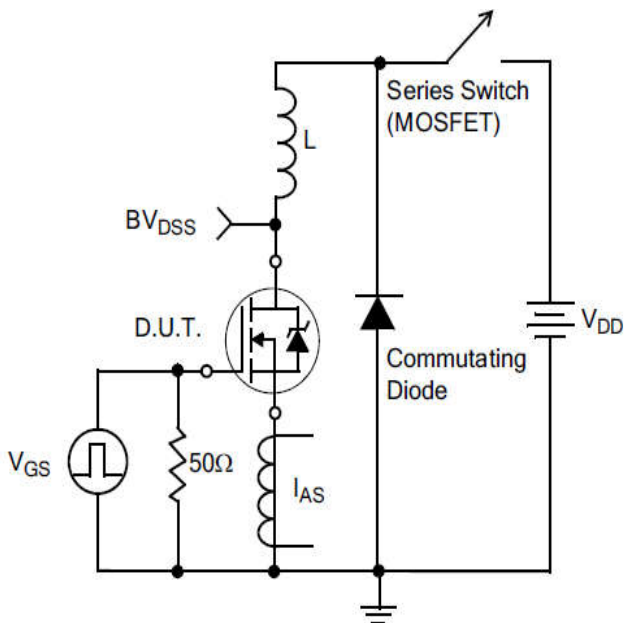 Series Switch
(MOSFET)
L
BVDSS
D.U.T.
VDD
Commutating
Diode
VGS
50Ω
IAS